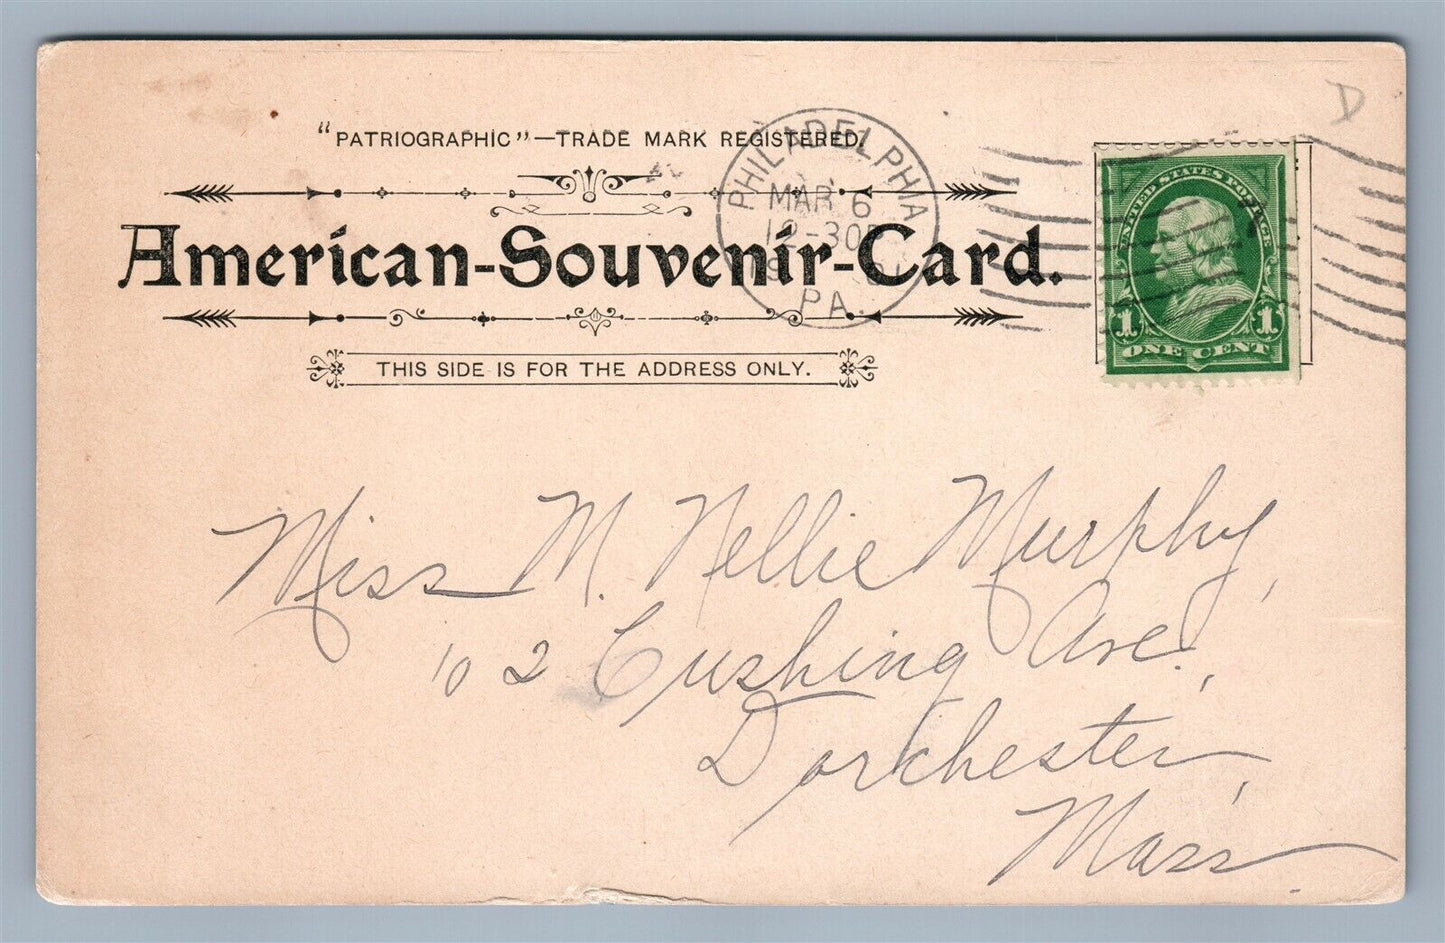 "PATRIOGRAPHIC"—TRADE MARK REGISTERED.
American-Souvenir-Card.
THIS SIDE IS FOR THE ADDRESS ONLY.
PHILADELPHIA
MAR 6
12-30
PA.
UNITED STATES POSTAGE
1 1
ONE CENT
D
Miss M. Nellie Murphy,
102 Cushing Ave.,
Dorchester,
Mass.